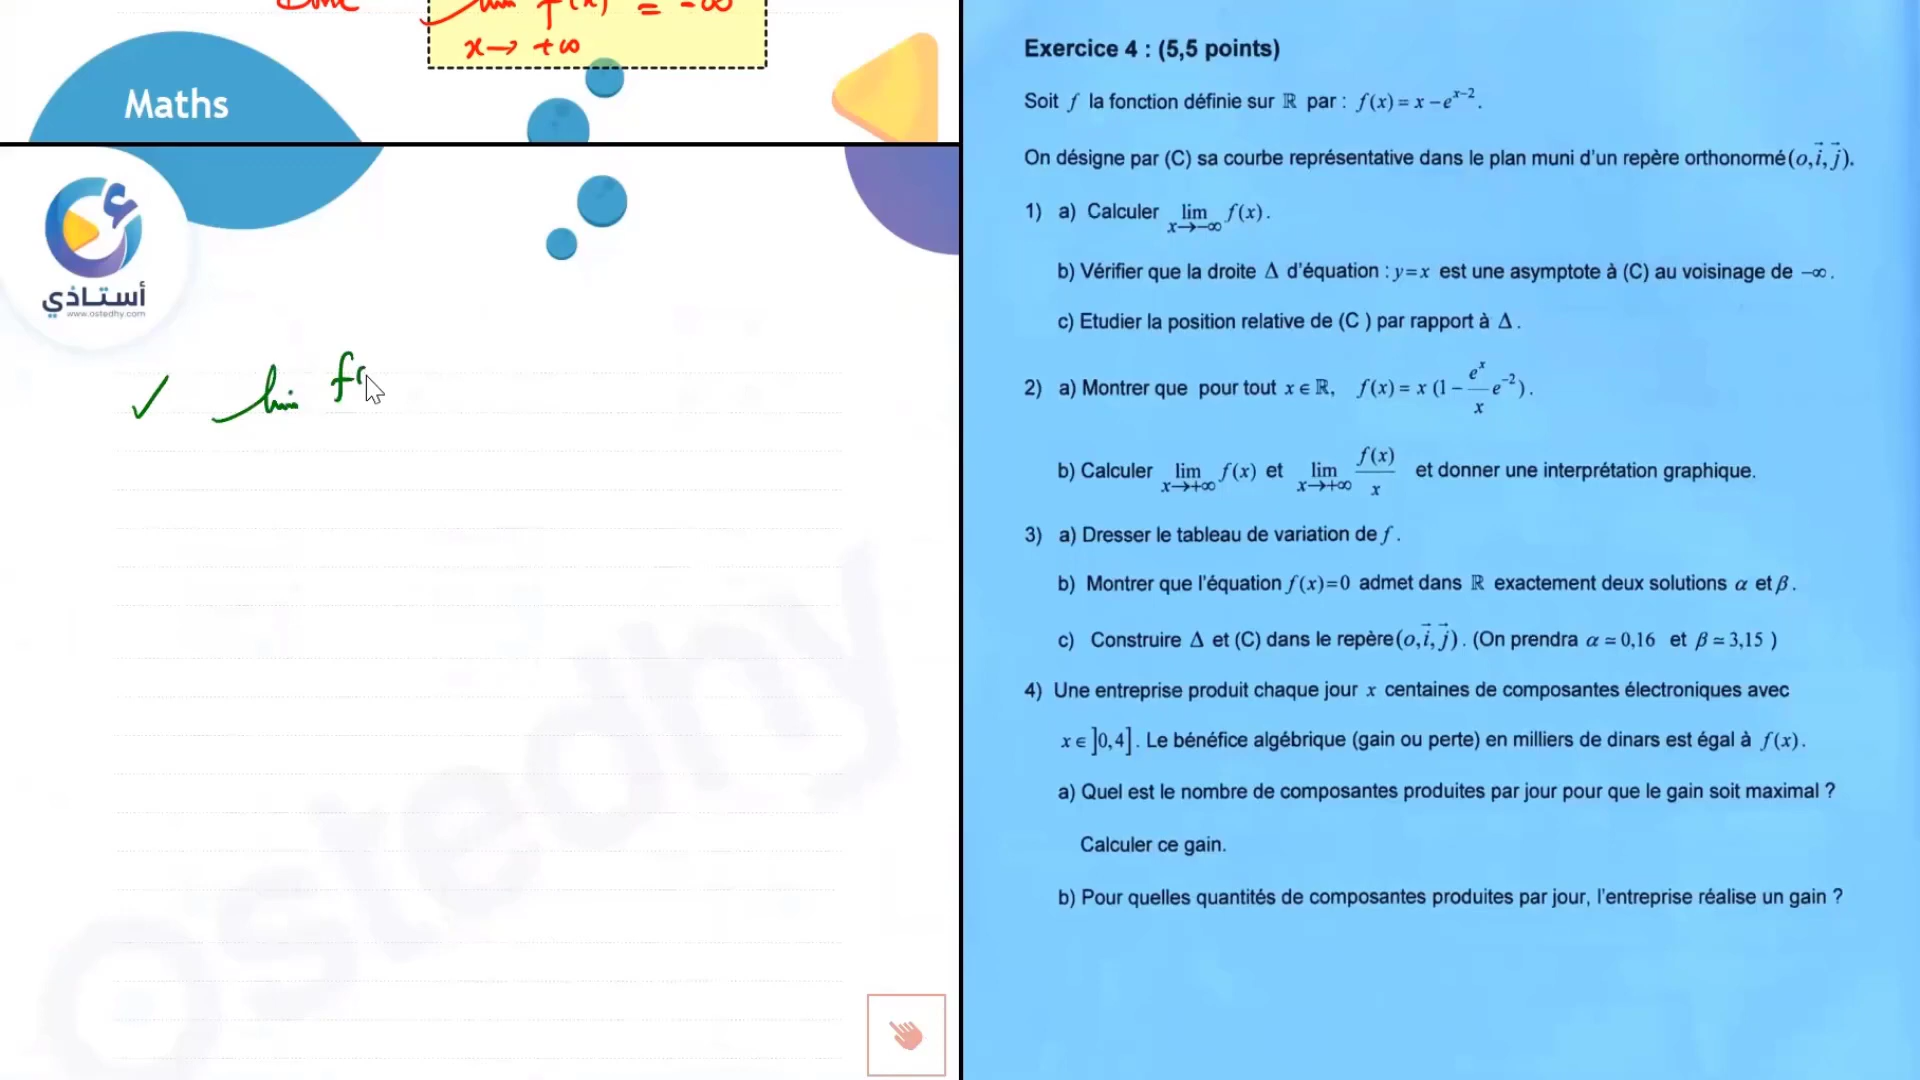 lim f(x) = -∞
x → +∞
Maths
أستاذي
www.ostedhy.com
✓ lim f(
ostedhy
Exercice 4 : (5,5 points)
Soit f la fonction définie sur ℝ par : f(x) = x − e^{x−2}.
On désigne par (C) sa courbe représentative dans le plan muni d'un repère orthonormé (o, i⃗, j⃗).
1) a) Calculer lim_{x→−∞} f(x).
b) Vérifier que la droite Δ d'équation : y=x est une asymptote à (C) au voisinage de −∞.
c) Etudier la position relative de (C ) par rapport à Δ.
2) a) Montrer que pour tout x ∈ ℝ, f(x) = x (1 − e^x/x e^{−2}).
b) Calculer lim_{x→+∞} f(x) et lim_{x→+∞} f(x)/x et donner une interprétation graphique.
3) a) Dresser le tableau de variation de f.
b) Montrer que l'équation f(x)=0 admet dans ℝ exactement deux solutions α et β.
c) Construire Δ et (C) dans le repère (o, i⃗, j⃗). (On prendra α ≃ 0,16 et β ≃ 3,15 )
4) Une entreprise produit chaque jour x centaines de composantes électroniques avec
x ∈ ]0,4]. Le bénéfice algébrique (gain ou perte) en milliers de dinars est égal à f(x).
a) Quel est le nombre de composantes produites par jour pour que le gain soit maximal ?
Calculer ce gain.
b) Pour quelles quantités de composantes produites par jour, l'entreprise réalise un gain ?